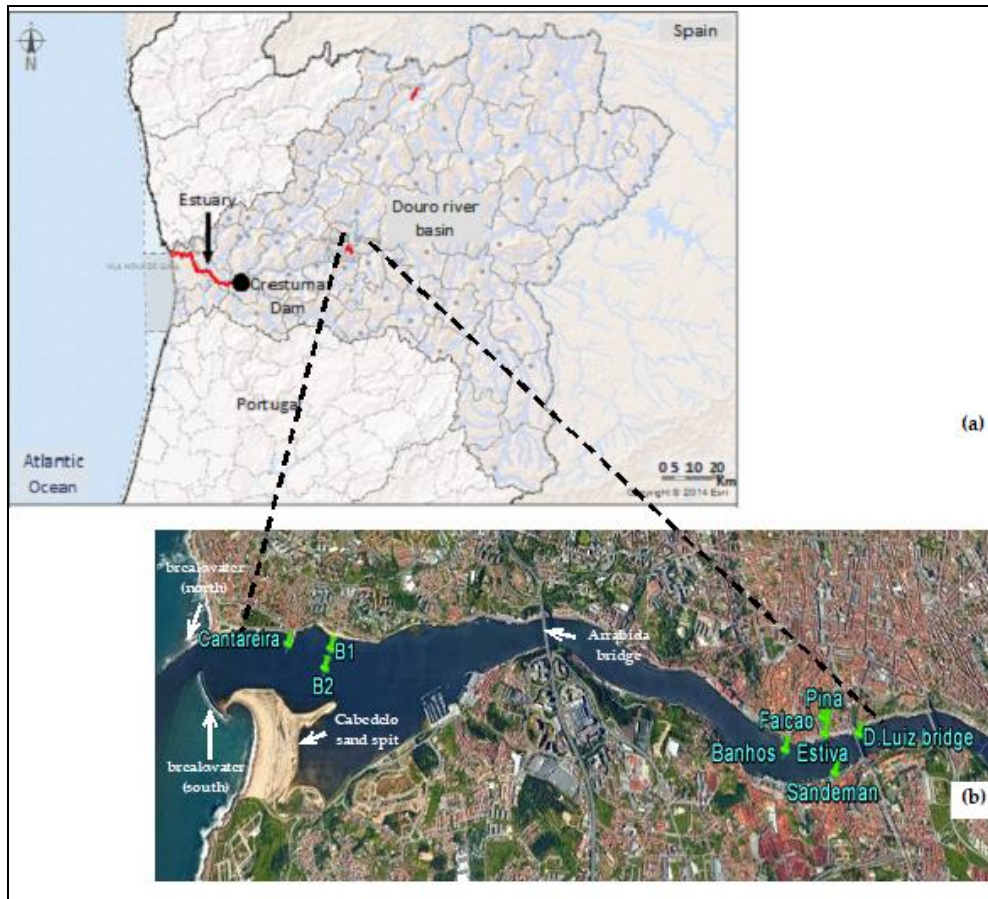 N
Spain
Estuary
Douro river
basin
VILA NOVA DE GAIA
Crestuma
Dam
Portugal
(a)
Atlantic
Ocean
0 5 10 20
Km
Copyright © 2014 Esri
breakwater
(north)
Cantareira
B1
B2
Arrabida
bridge
Cabedelo
sand spit
breakwater
(south)
Pina
Falcao
D.Luiz bridge
Banhos
Estiva
Sandeman
(b)